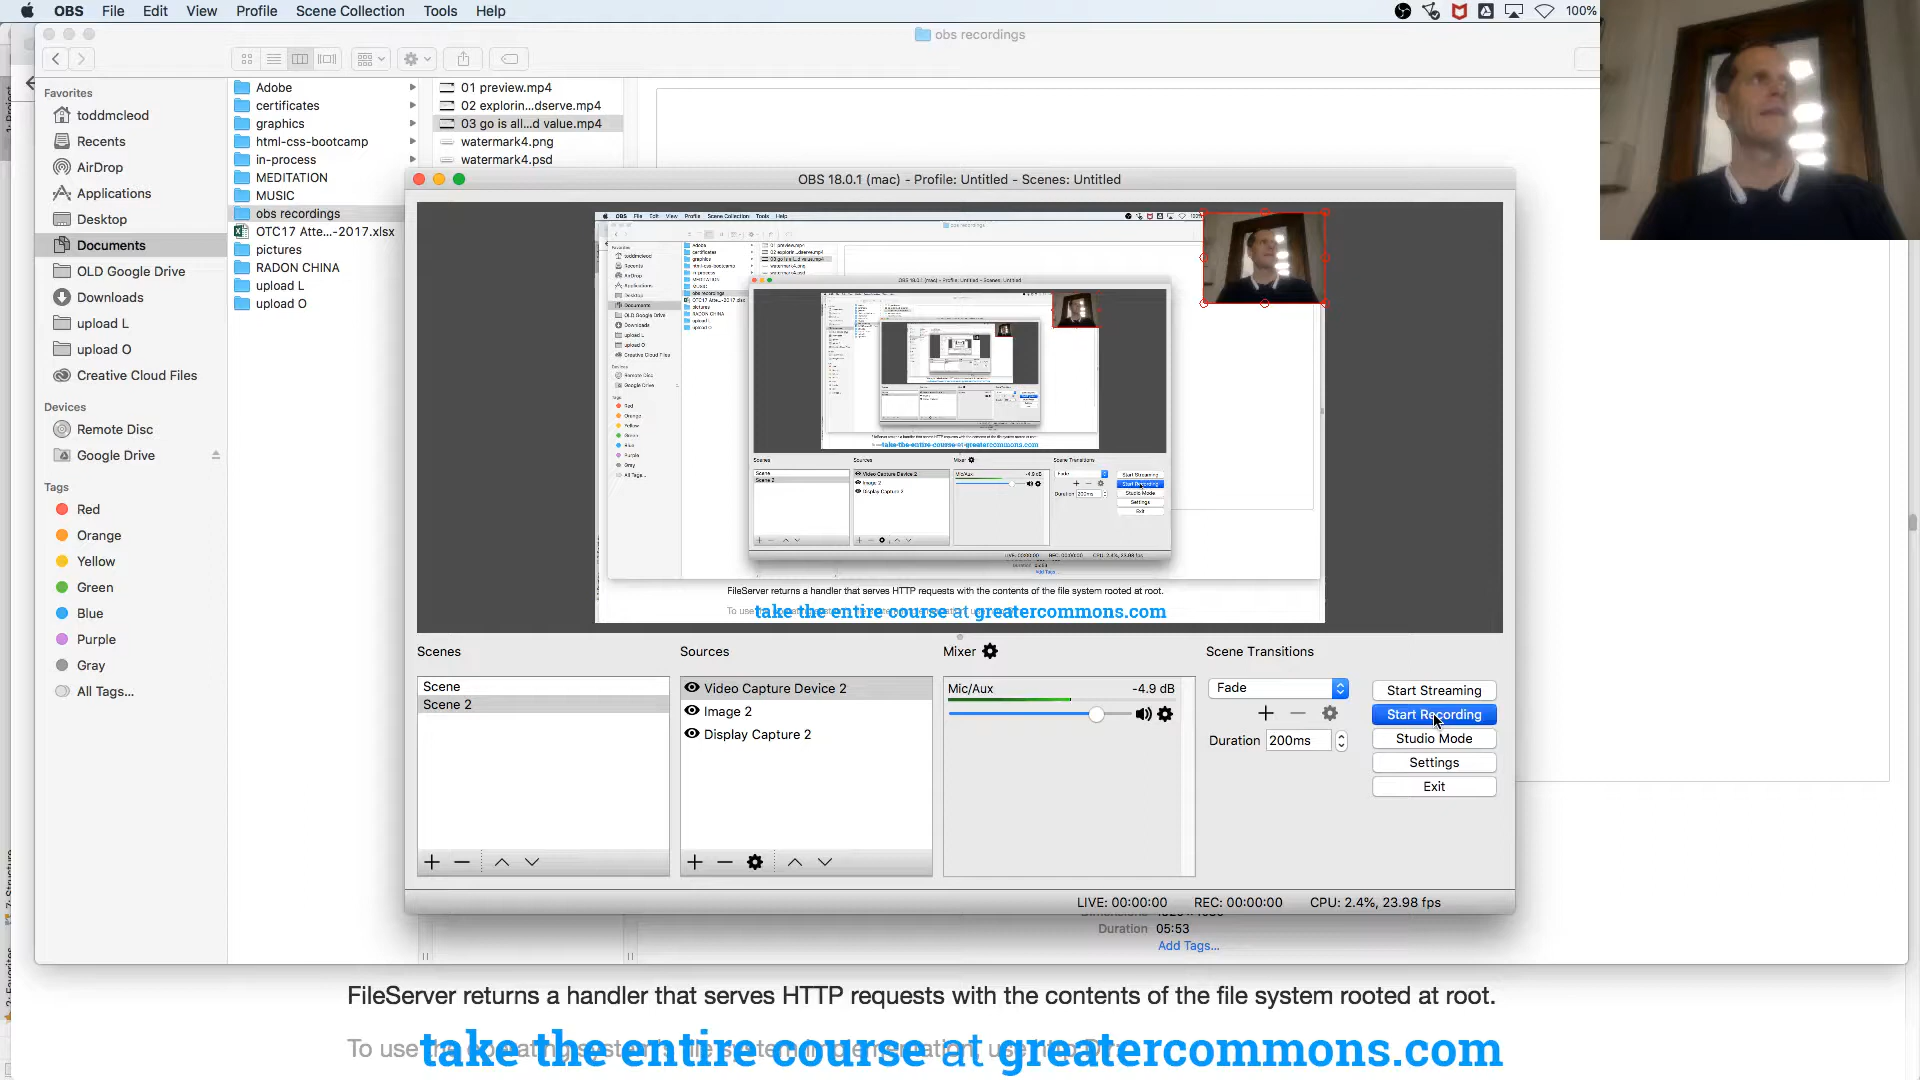 OBS File Edit View Profile Scene Collection Tools Help 100%
obs recordings
Favorites
toddmcleod
Recents
AirDrop
Applications
Desktop
Documents
OLD Google Drive
Downloads
upload L
upload O
Creative Cloud Files
Devices
Remote Disc
Google Drive
Tags
Red
Orange
Yellow
Green
Blue
Purple
Gray
All Tags...
Adobe
certificates
graphics
html-css-bootcamp
in-process
MEDITATION
MUSIC
obs recordings
OTC17 Atte...-2017.xlsx
pictures
RADON CHINA
upload L
upload O
01 preview.mp4
02 explorin...dserve.mp4
03 go is all...d value.mp4
watermark4.png
watermark4.psd
OBS 18.0.1 (mac) - Profile: Untitled - Scenes: Untitled
FileServer returns a handler that serves HTTP requests with the contents of the file system rooted at root.
take the entire course at greatercommons.com
Scenes
Scene
Scene 2
Sources
Video Capture Device 2
Image 2
Display Capture 2
Mixer
Mic/Aux -4.9 dB
Scene Transitions
Fade
Duration 200ms
Start Streaming
Start Recording
Studio Mode
Settings
Exit
LIVE: 00:00:00 REC: 00:00:00 CPU: 2.4%, 23.98 fps
Duration 05:53
Add Tags...
FileServer returns a handler that serves HTTP requests with the contents of the file system rooted at root.
To use
take the entire course at greatercommons.com